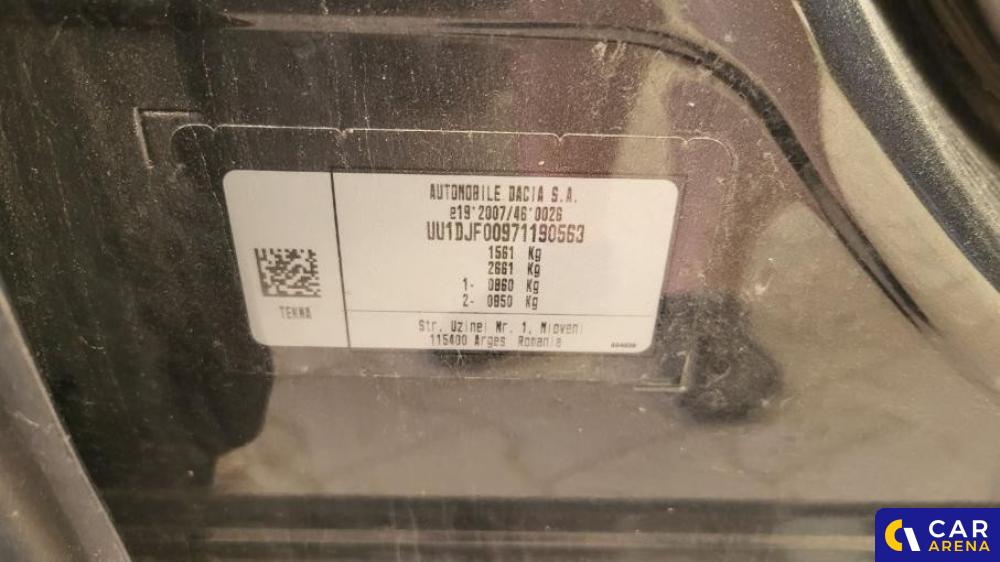 AUTOMOBILE DACIA S.A.
e19*2007/46*0026
UU1DJF00971190563
1561 Kg
2661 Kg
1- 0860 Kg
2- 0850 Kg
TEKNA
Str. Uzinei Nr. 1, Mioveni
115400 Arges Romania
CAR
ARENA